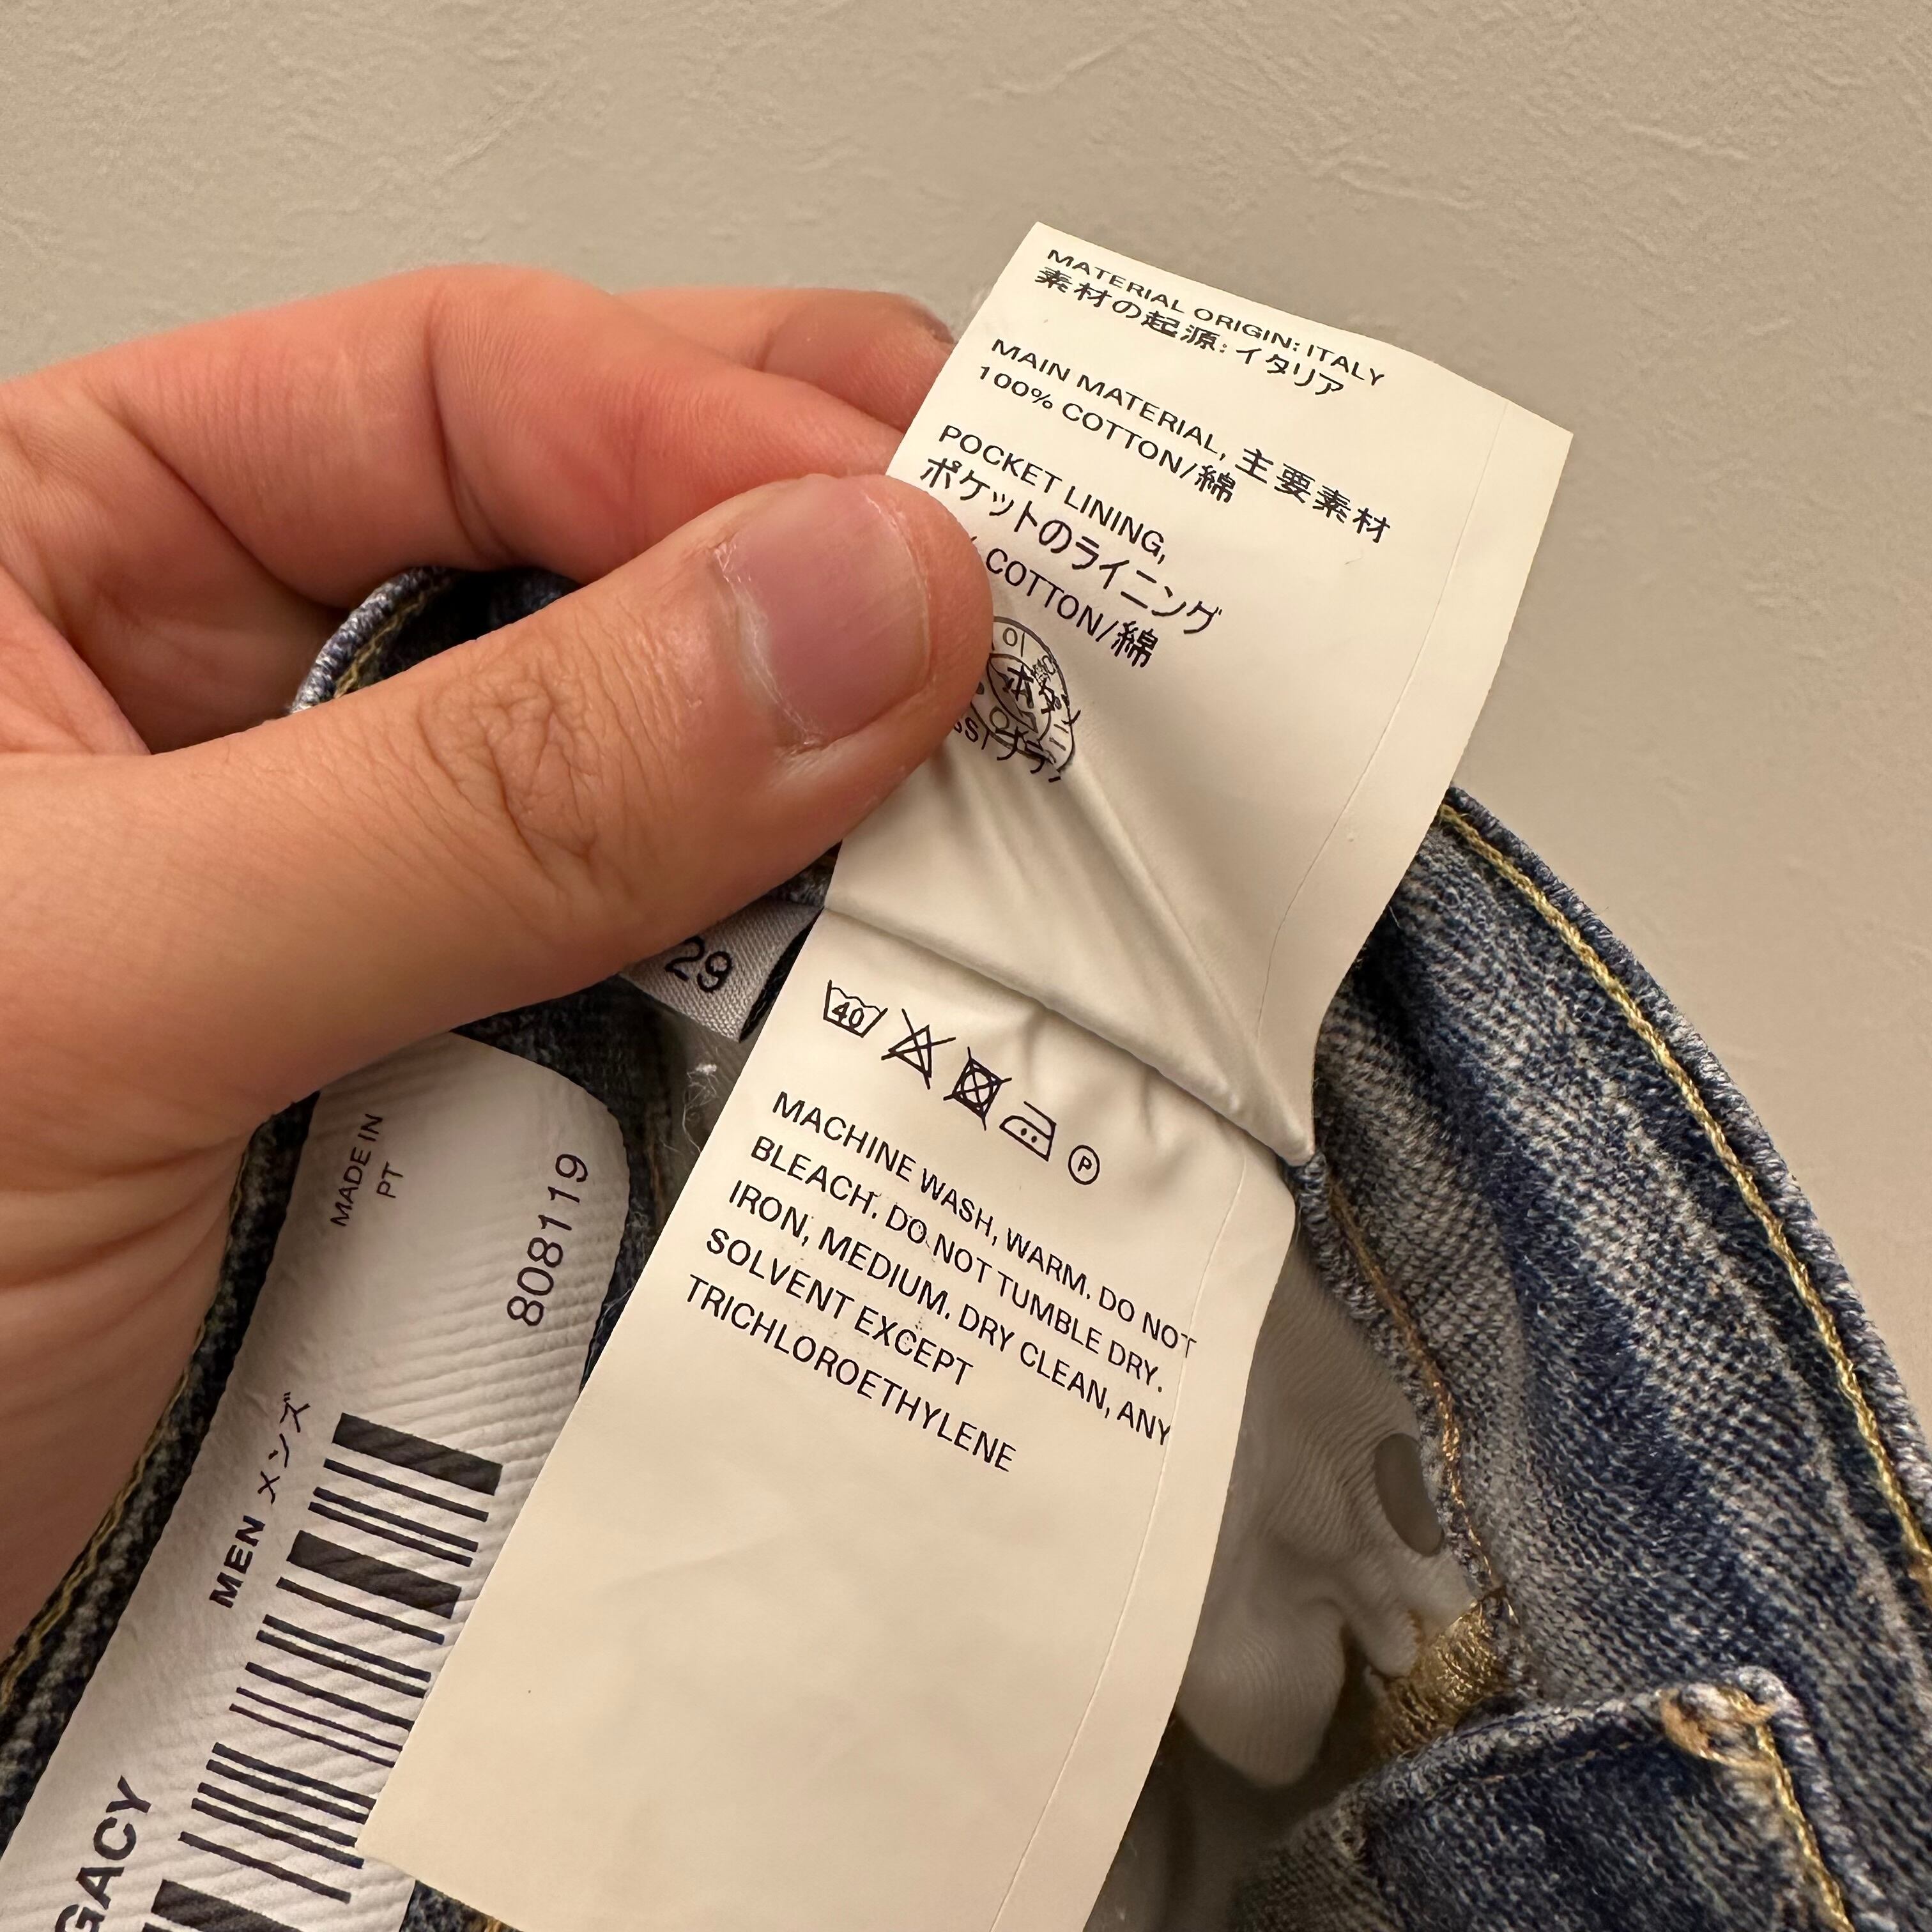 MATERIAL ORIGIN: ITALY
素材の起源: イタリア
MAIN MATERIAL, 主要素材
100% COTTON/綿
POCKET LINING,
ポケットのライニング
COTTON/綿
29
40
P
MACHINE WASH, WARM. DO NOT
BLEACH. DO NOT TUMBLE DRY.
IRON, MEDIUM. DRY CLEAN, ANY
SOLVENT EXCEPT
TRICHLOROETHYLENE
MADE IN
PT
808119
MEN メンズ
GACY